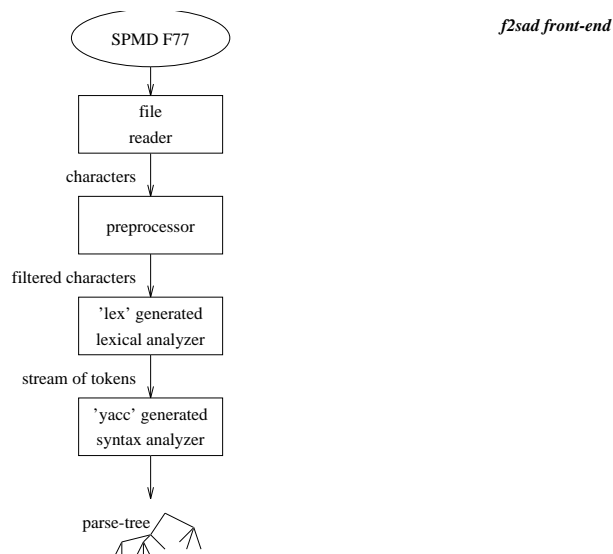 SPMD F77
f2sad front-end
file
reader
characters
preprocessor
filtered characters
'lex' generated
lexical analyzer
stream of tokens
'yacc' generated
syntax analyzer
parse-tree